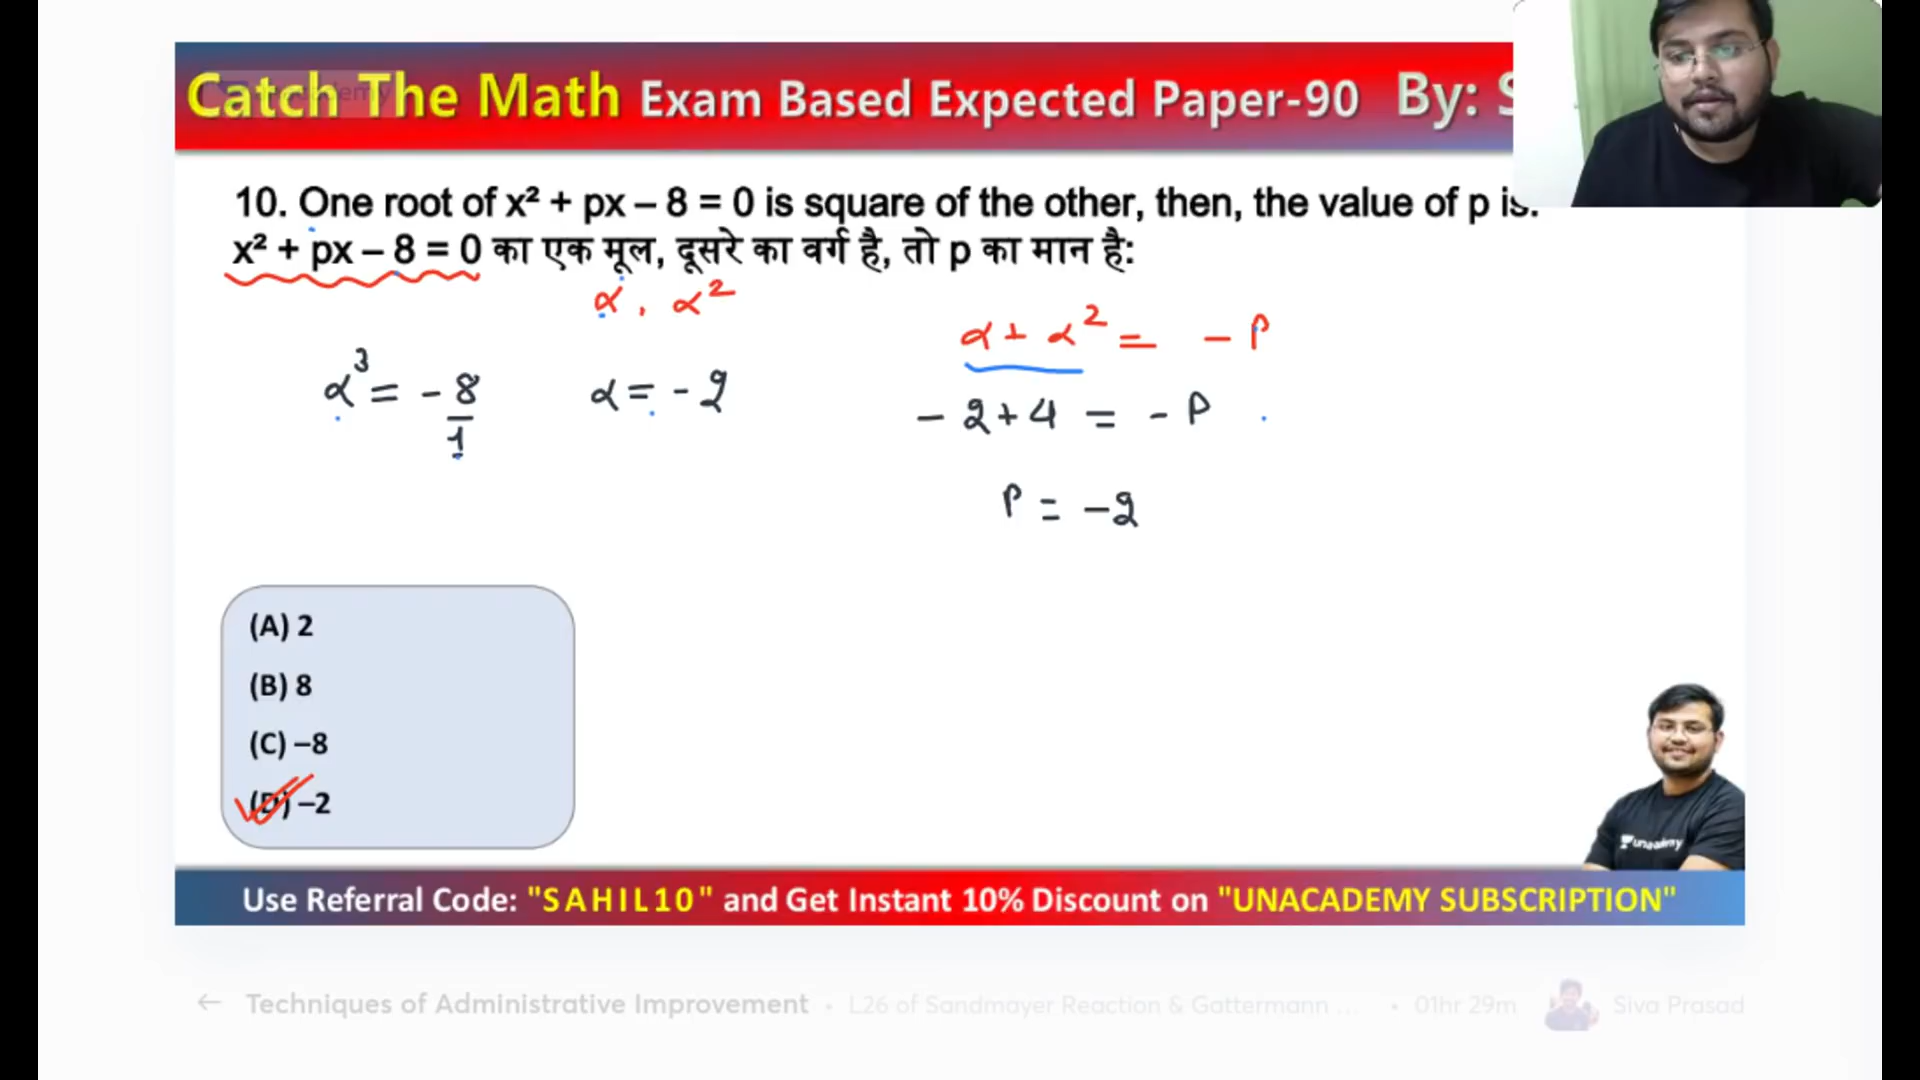 Catch The Math Exam Based Expected Paper-90 By: S
10. One root of x² + px – 8 = 0 is square of the other, then, the value of p is:
x² + px – 8 = 0 का एक मूल, दूसरे का वर्ग है, तो p का मान है:
α , α²
α + α² = - P
α³ = - 8/1
α = - 2
- 2 + 4 = - P
P = - 2
(A) 2
(B) 8
(C) –8
(D) –2
unacademy
Use Referral Code: "SAHIL10" and Get Instant 10% Discount on "UNACADEMY SUBSCRIPTION"
← Techniques of Administrative Improvement • L26 of Sandmayer Reaction & Gattermann ... • 01hr 29m Siva Prasad